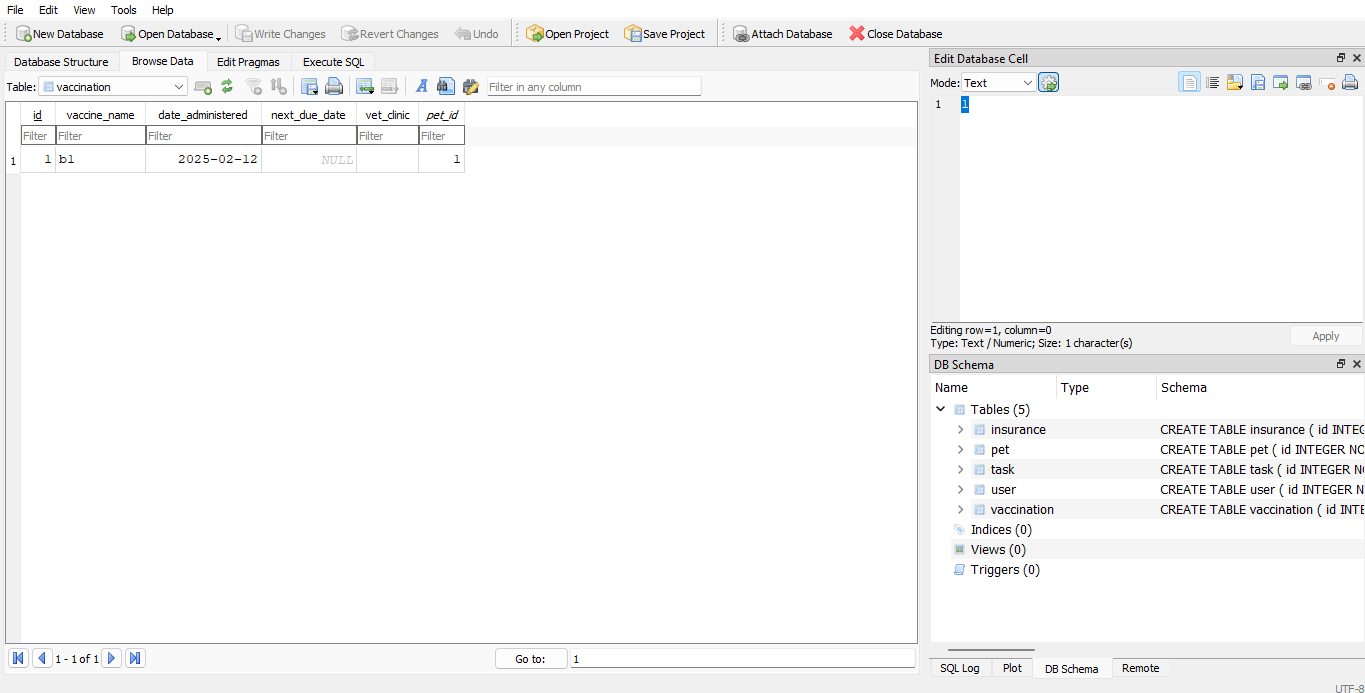 File Edit View Tools Help
New Database Open Database Write Changes Revert Changes Undo Open Project Save Project Attach Database Close Database
Database Structure Browse Data Edit Pragmas Execute SQL
Table: vaccination Filter in any column
id vaccine_name date_administered next_due_date vet_clinic pet_id
Filter Filter Filter Filter Filter Filter
1 1 b1 2025-02-12 NULL 1
1 - 1 of 1 Go to: 1
Edit Database Cell
Mode: Text
1 1
Editing row=1, column=0
Type: Text / Numeric; Size: 1 character(s)
Apply
DB Schema
Name Type Schema
Tables (5)
insurance CREATE TABLE insurance ( id INTEG
pet CREATE TABLE pet ( id INTEGER NO
task CREATE TABLE task ( id INTEGER NO
user CREATE TABLE user ( id INTEGER N
vaccination CREATE TABLE vaccination ( id INTE
Indices (0)
Views (0)
Triggers (0)
SQL Log Plot DB Schema Remote
UTF-8